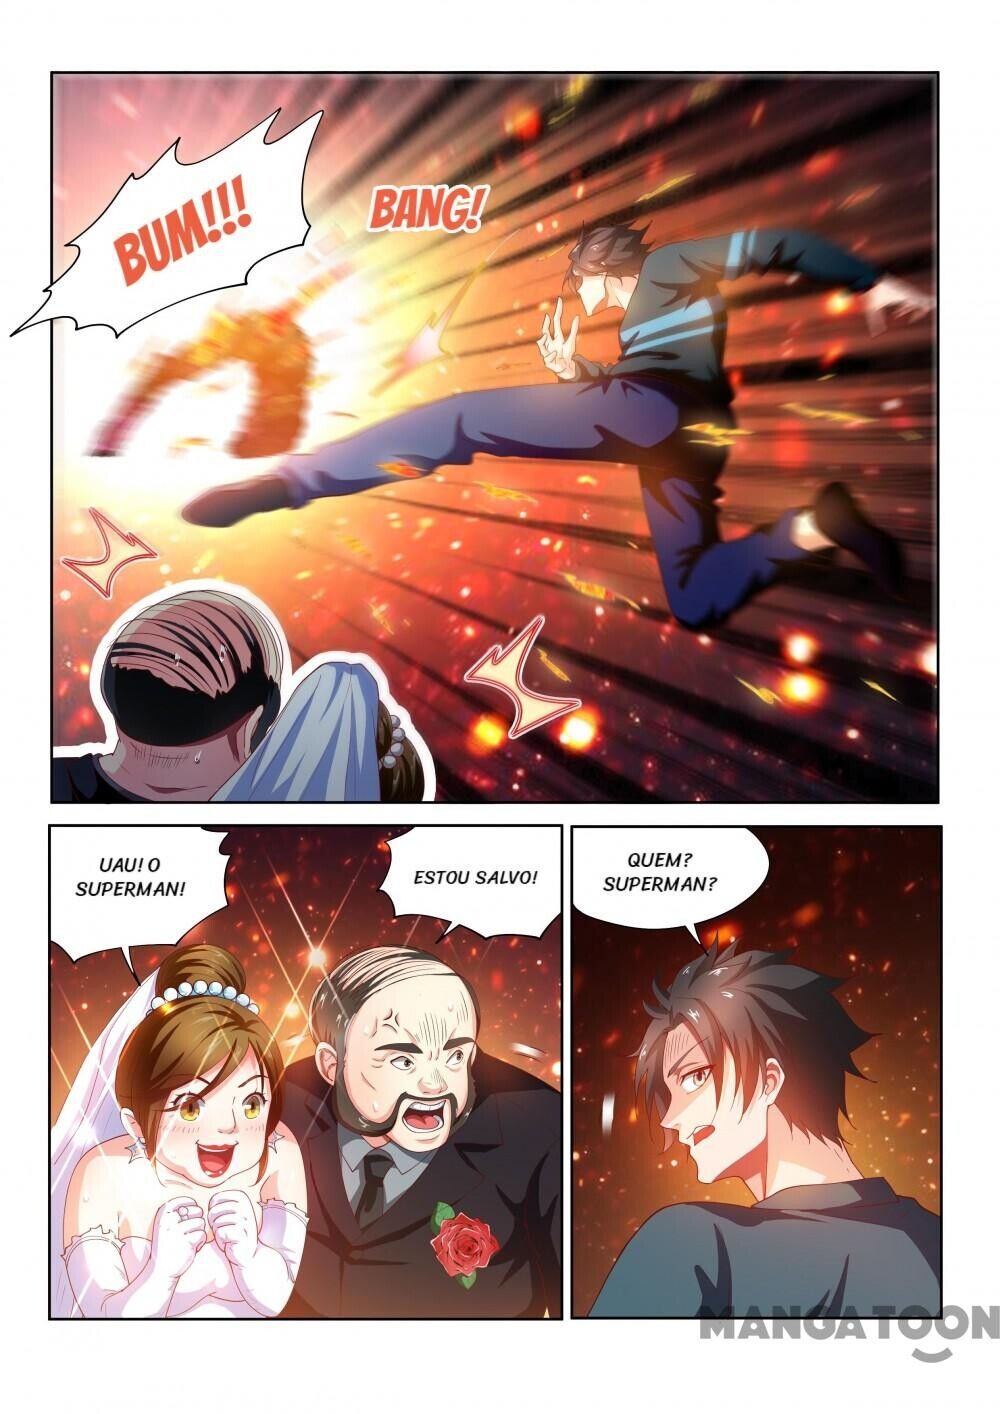 BUM!!!
BANG!
UAU! O
SUPERMAN!
ESTOU SALVO!
QUEM?
SUPERMAN?
MANGATOON